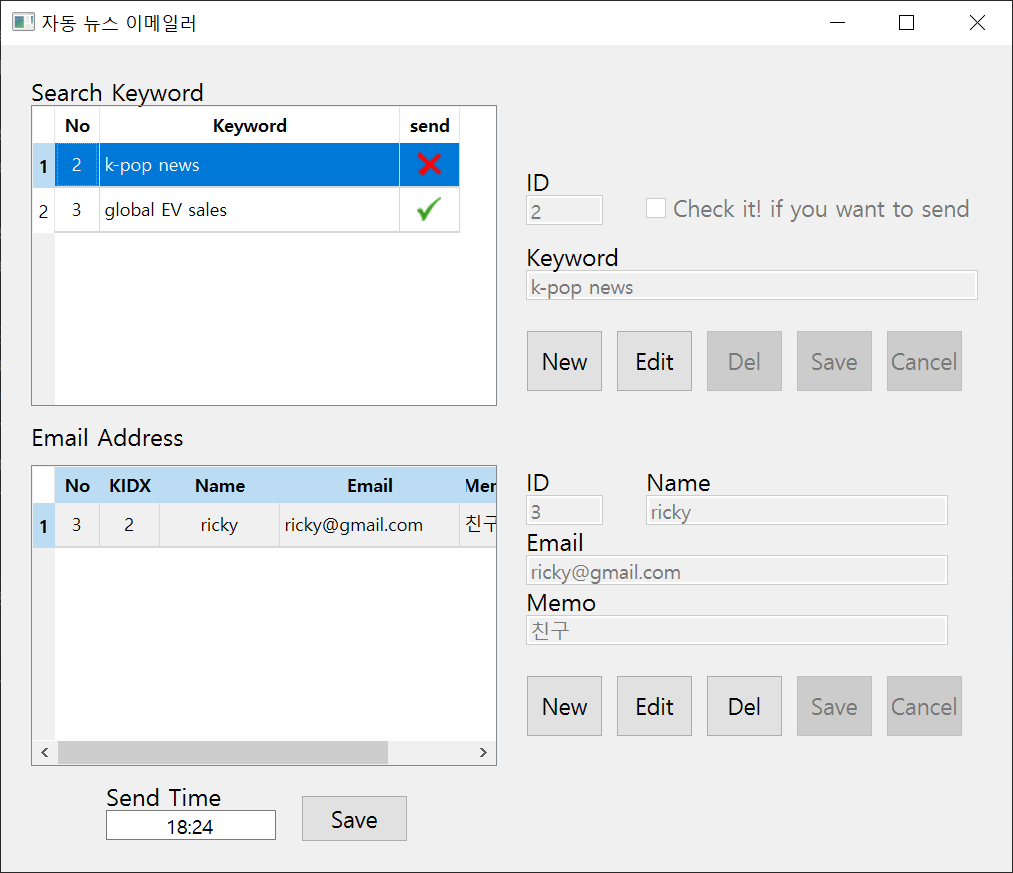 자동 뉴스 이메일러
Search Keyword
No Keyword send
1 2 k-pop news
2 3 global EV sales
ID
2 Check it! if you want to send
Keyword
k-pop news
New Edit Del Save Cancel
Email Address
No KIDX Name Email Mer
1 3 2 ricky ricky@gmail.com 친구
ID Name
3 ricky
Email
ricky@gmail.com
Memo
친구
New Edit Del Save Cancel
Send Time
18:24 Save